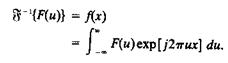 𝔉⁻¹{F(u)} = f(x)
= ∫_{-∞}^{∞} F(u) exp[j2πux] du.